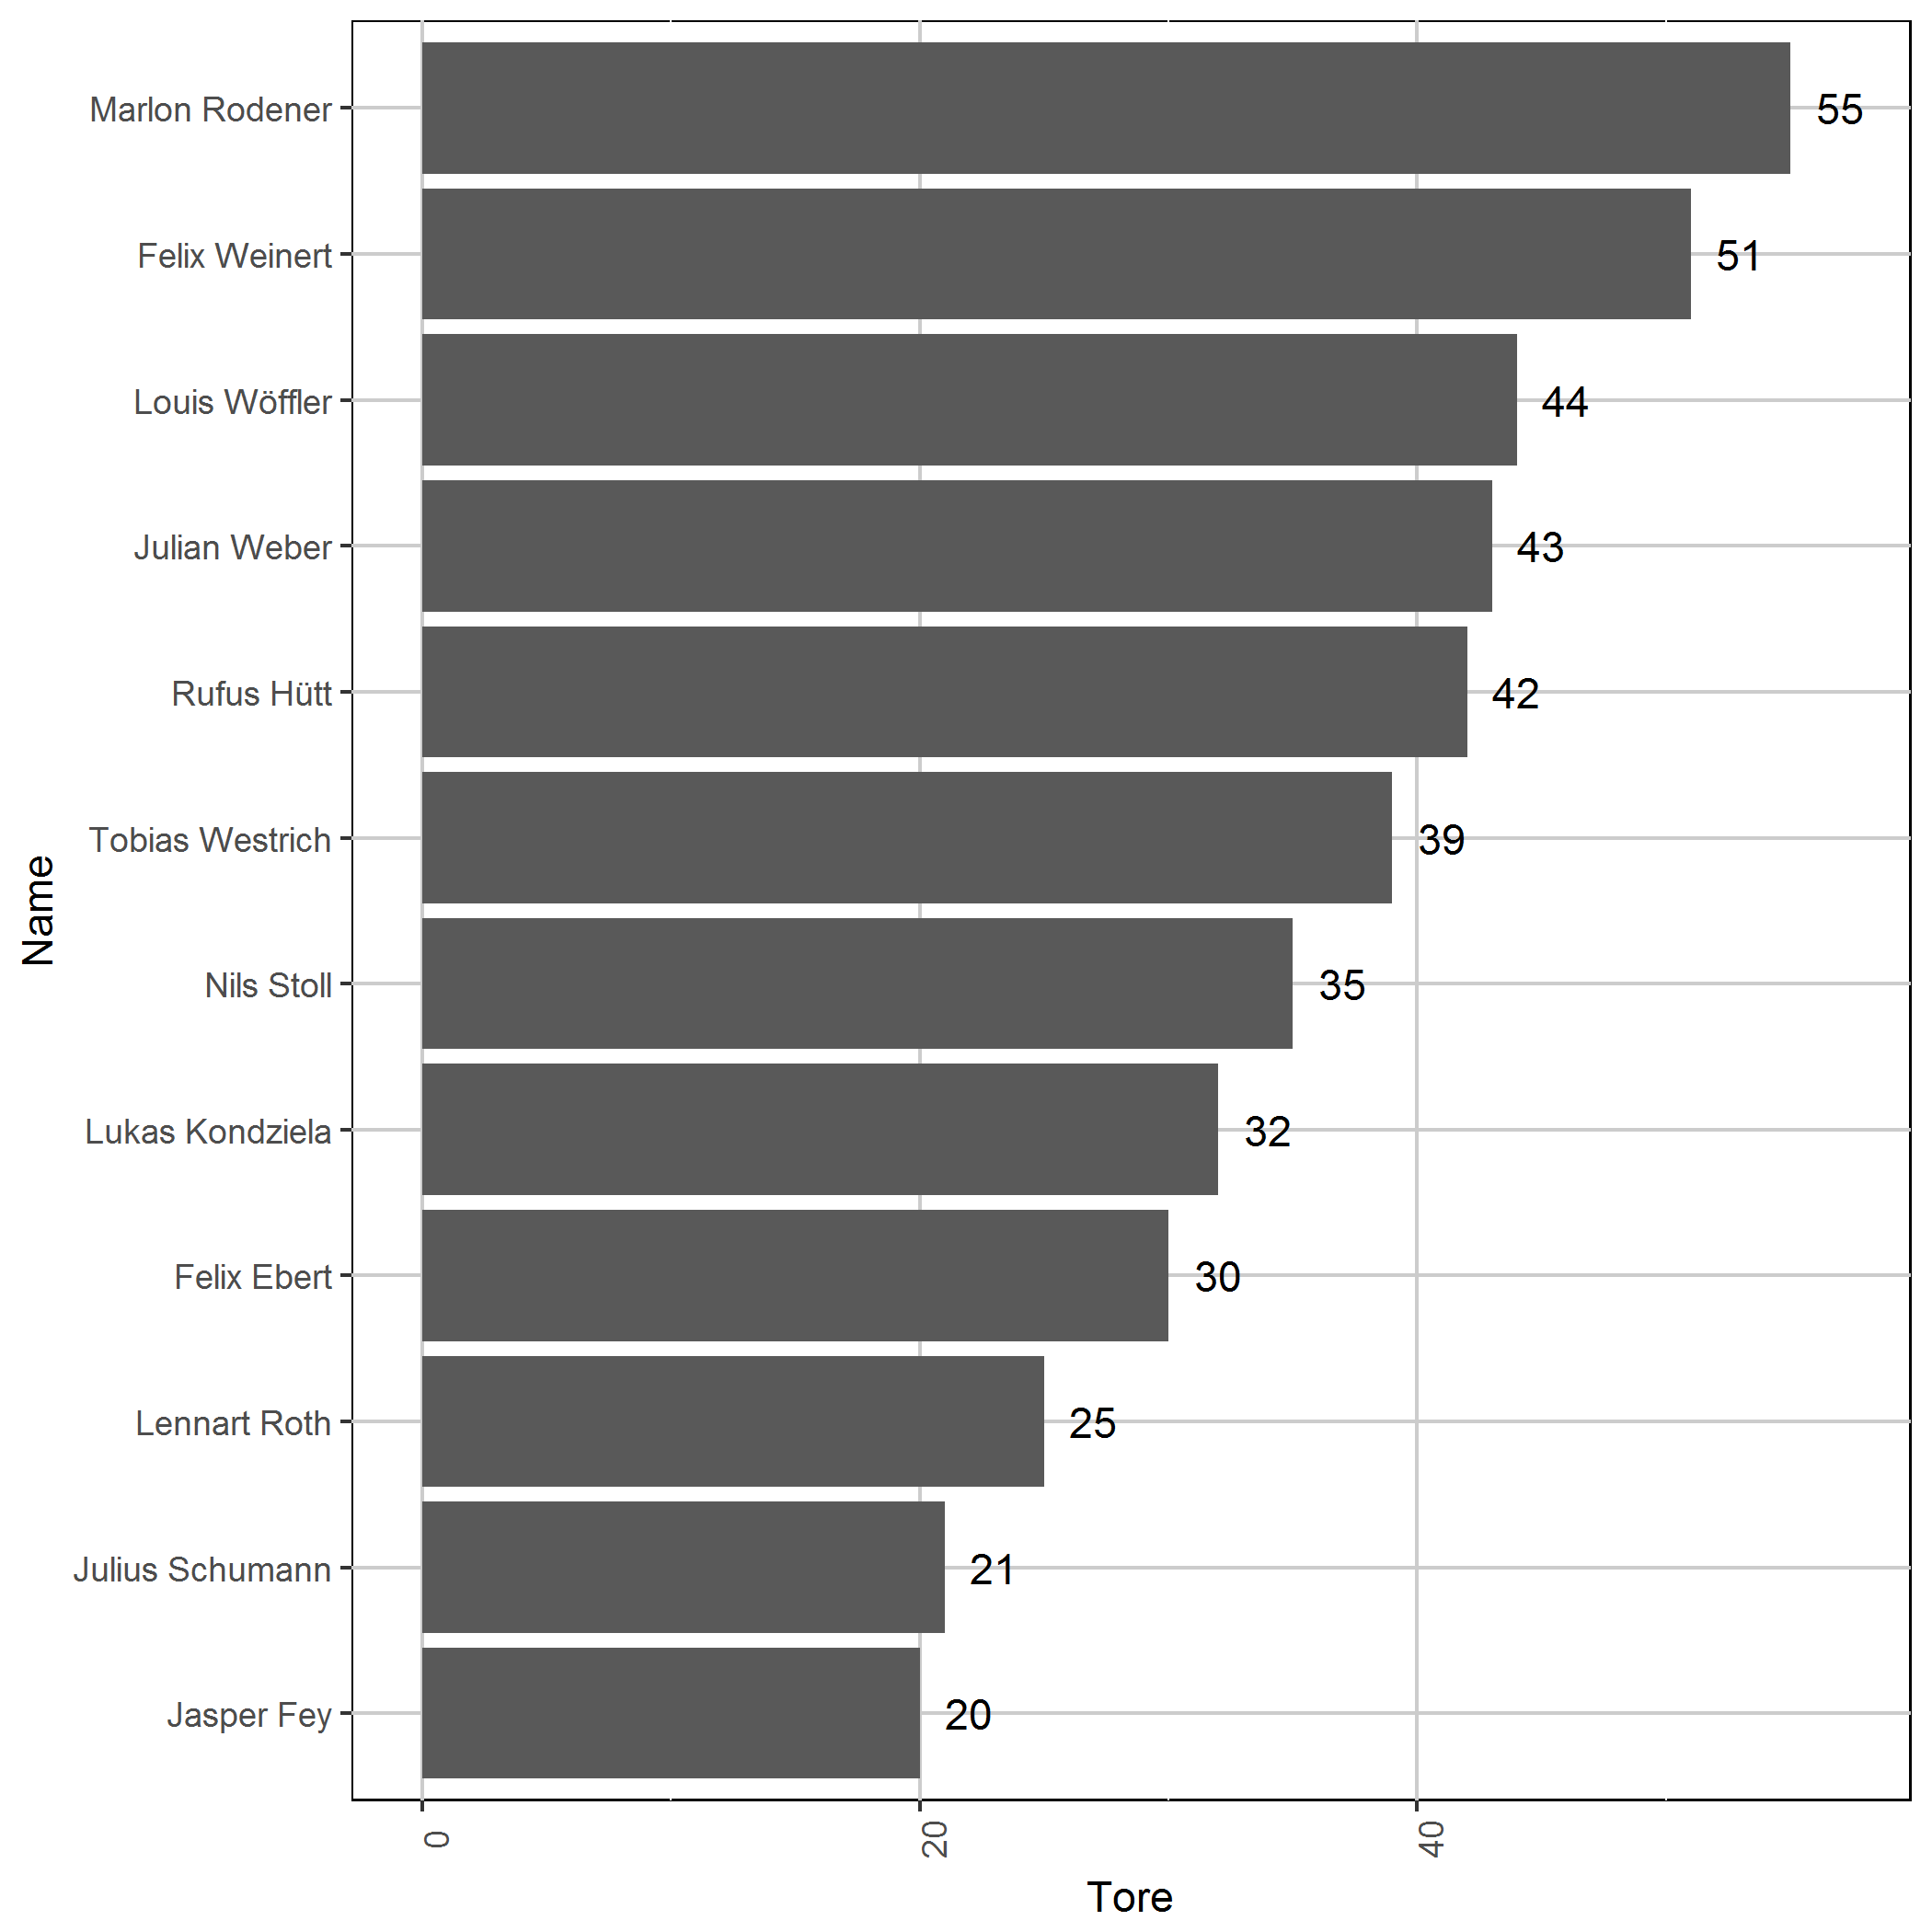 Marlon Rodener 55
Felix Weinert 51
Louis Wöffler 44
Julian Weber 43
Rufus Hütt 42
Tobias Westrich 39
Name
Nils Stoll 35
Lukas Kondziela 32
Felix Ebert 30
Lennart Roth 25
Julius Schumann 21
Jasper Fey 20
0 20 40
Tore